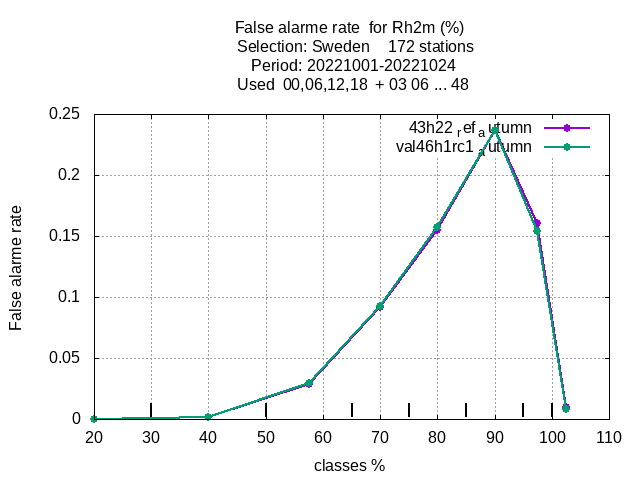 False alarme rate  for Rh2m (%)
Selection: Sweden    172 stations
Period: 20221001-20221024
Used  00,06,12,18  + 03 06 ... 48
43h22 ref autumn
val46h1rc1 autumn
0.25
0.2
0.15
0.1
0.05
0
False alarme rate
20 30 40 50 60 70 80 90 100 110
classes %